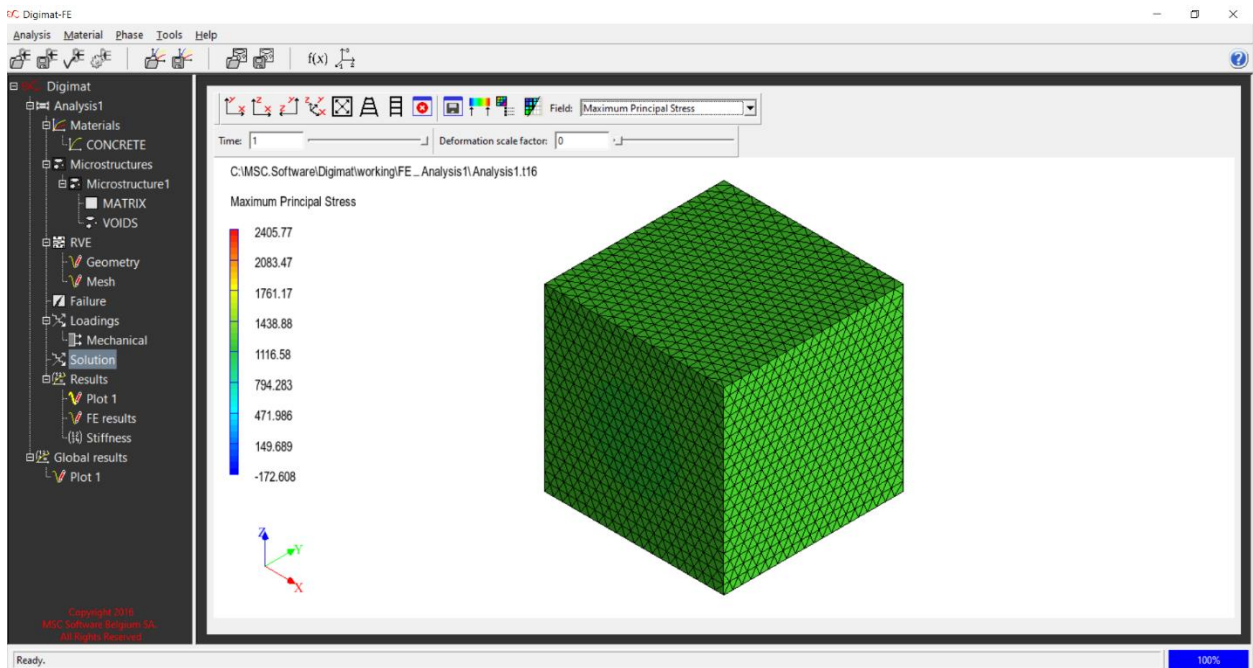 Digimat-FE
Analysis Material Phase Tools Help
f(x)
Digimat
Analysis1
Materials
CONCRETE
Microstructures
Microstructure1
MATRIX
VOIDS
RVE
Geometry
Mesh
Failure
Loadings
Mechanical
Solution
Results
Plot 1
FE results
Stiffness
Global results
Plot 1
Copyright 2016
MSC Software Belgium SA.
All Rights Reserved
Field: Maximum Principal Stress
Time: 1 Deformation scale factor: 0
C:\MSC.Software\Digimat\working\FE_Analysis1\Analysis1.t16
Maximum Principal Stress
2405.77
2083.47
1761.17
1438.88
1116.58
794.283
471.986
149.689
-172.608
Z
Y
X
Ready. 100%